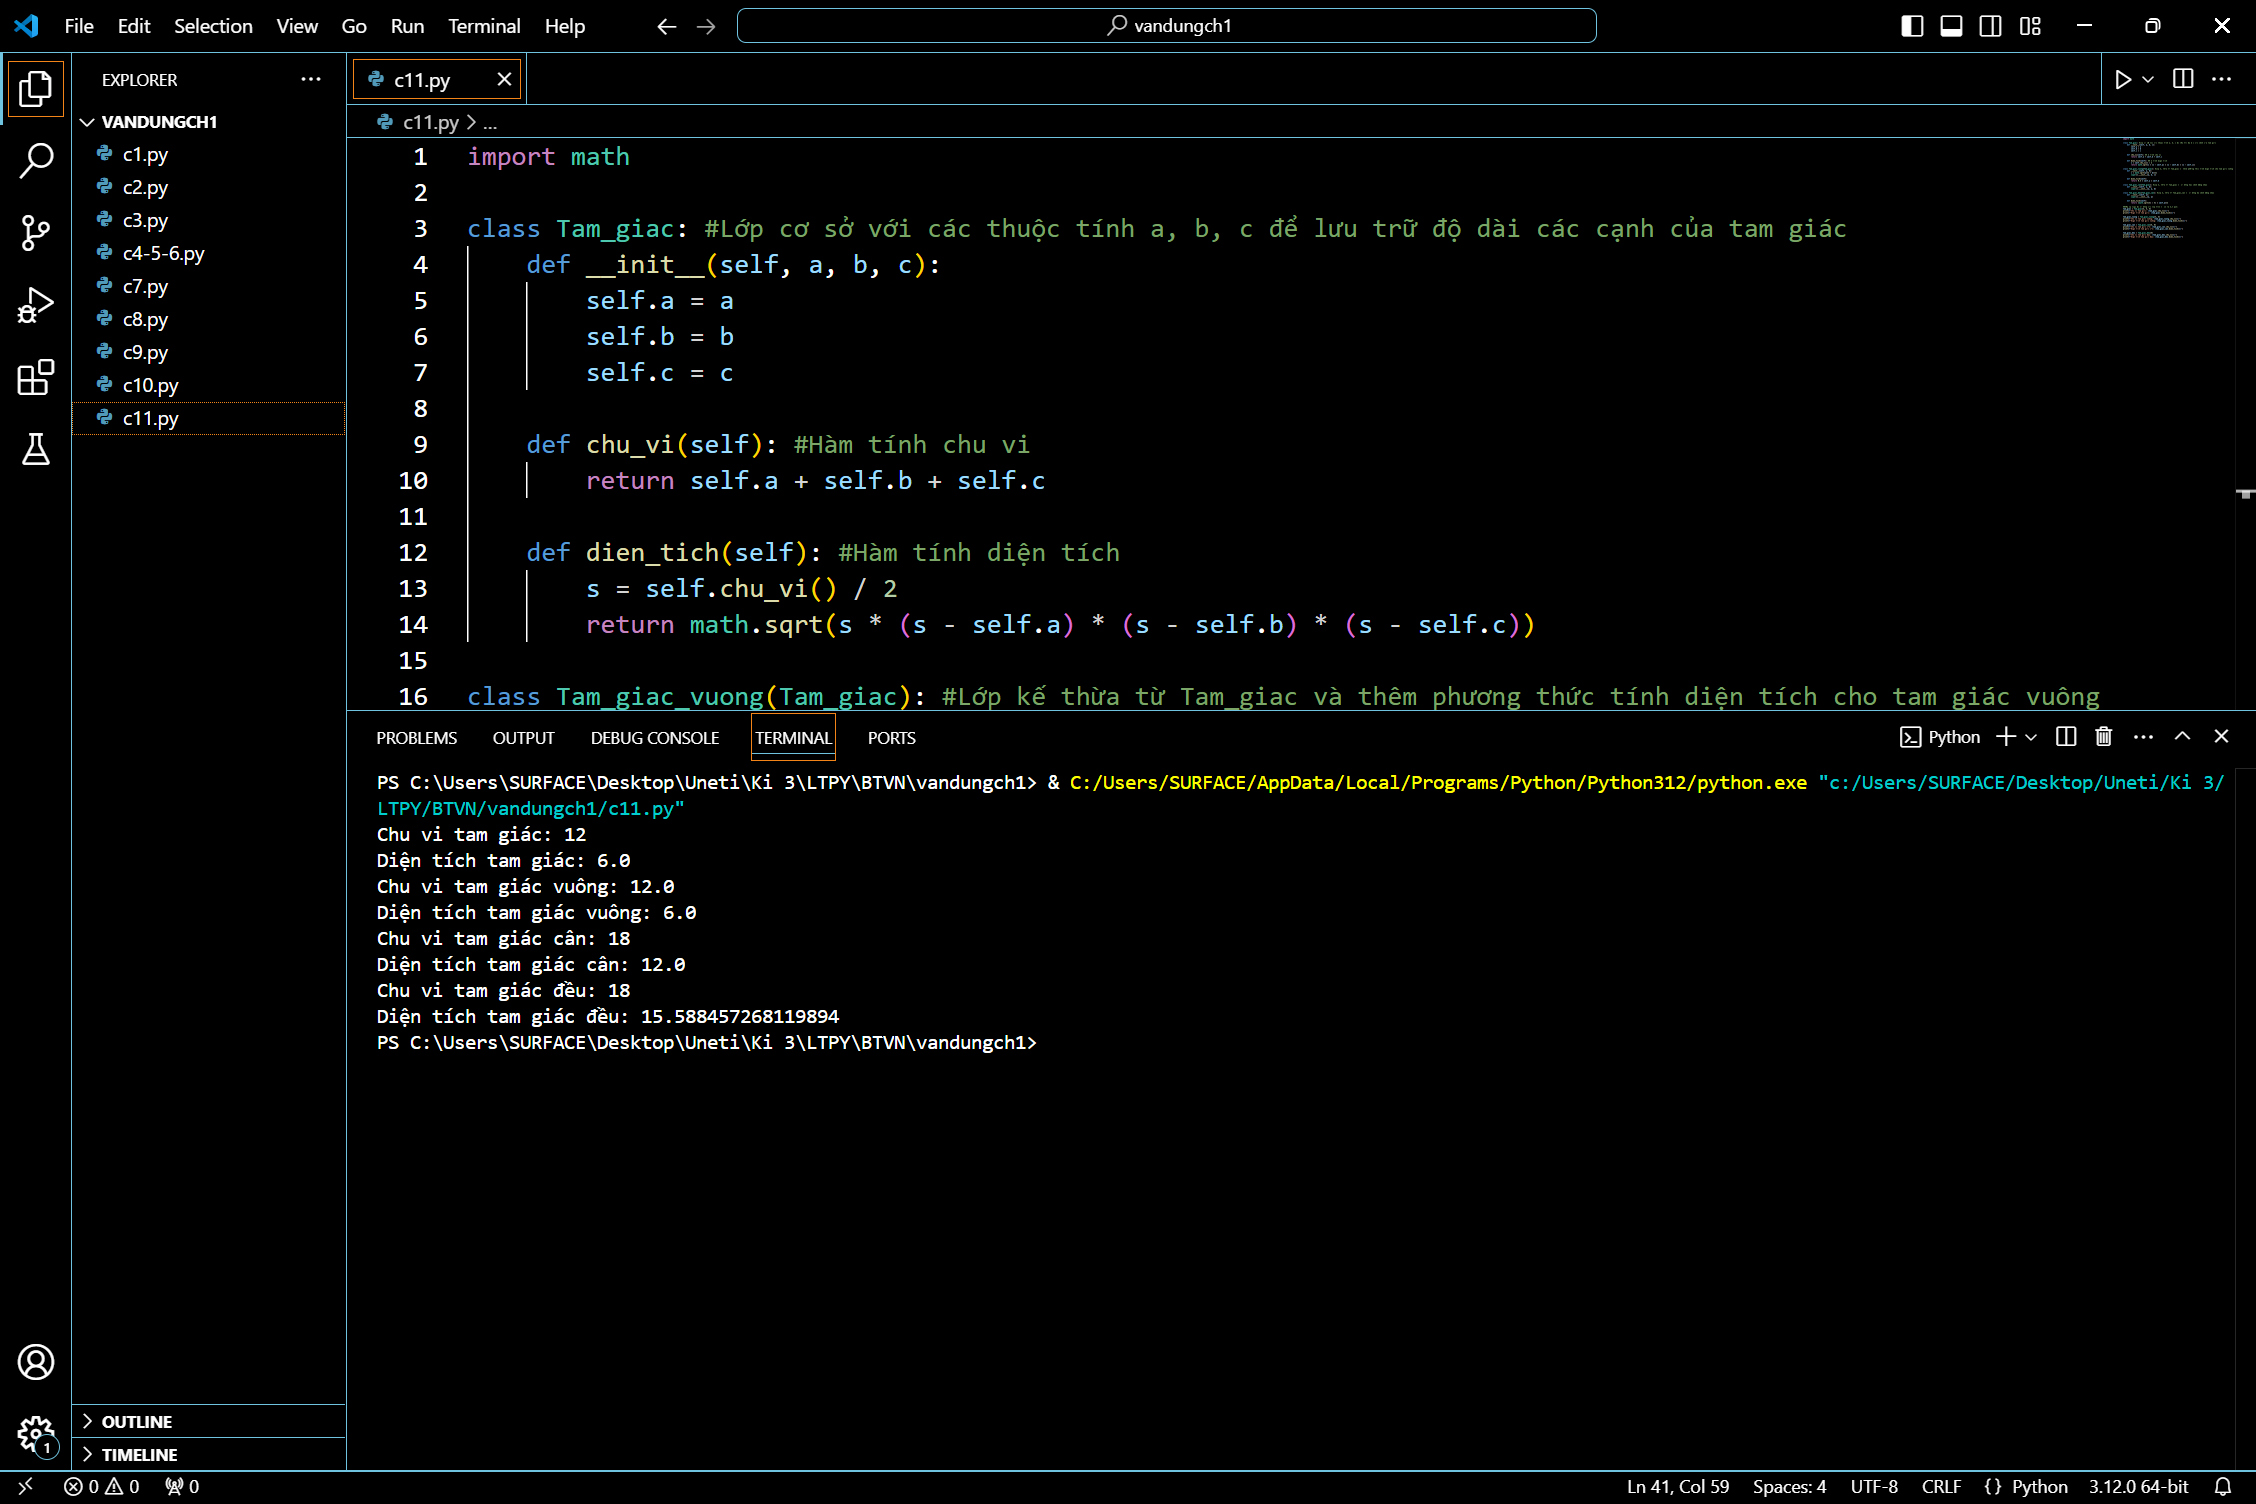 File Edit Selection View Go Run Terminal Help
vandungch1
EXPLORER
VANDUNGCH1
c1.py
c2.py
c3.py
c4-5-6.py
c7.py
c8.py
c9.py
c10.py
c11.py
OUTLINE
TIMELINE
c11.py
c11.py > ...
1 import math
2
3 class Tam_giac: #Lớp cơ sở với các thuộc tính a, b, c để lưu trữ độ dài các cạnh của tam giác
4 def __init__(self, a, b, c):
5 self.a = a
6 self.b = b
7 self.c = c
8
9 def chu_vi(self): #Hàm tính chu vi
10 return self.a + self.b + self.c
11
12 def dien_tich(self): #Hàm tính diện tích
13 s = self.chu_vi() / 2
14 return math.sqrt(s * (s - self.a) * (s - self.b) * (s - self.c))
15
16 class Tam_giac_vuong(Tam_giac): #Lớp kế thừa từ Tam_giac và thêm phương thức tính diện tích cho tam giác vuông
PROBLEMS OUTPUT DEBUG CONSOLE TERMINAL PORTS
Python
PS C:\Users\SURFACE\Desktop\Uneti\Ki 3\LTPY\BTVN\vandungch1> & C:/Users/SURFACE/AppData/Local/Programs/Python/Python312/python.exe "c:/Users/SURFACE/Desktop/Uneti/Ki 3/
LTPY/BTVN/vandungch1/c11.py"
Chu vi tam giác: 12
Diện tích tam giác: 6.0
Chu vi tam giác vuông: 12.0
Diện tích tam giác vuông: 6.0
Chu vi tam giác cân: 18
Diện tích tam giác cân: 12.0
Chu vi tam giác đều: 18
Diện tích tam giác đều: 15.588457268119894
PS C:\Users\SURFACE\Desktop\Uneti\Ki 3\LTPY\BTVN\vandungch1>
1
0 0 0
Ln 41, Col 59 Spaces: 4 UTF-8 CRLF {} Python 3.12.0 64-bit